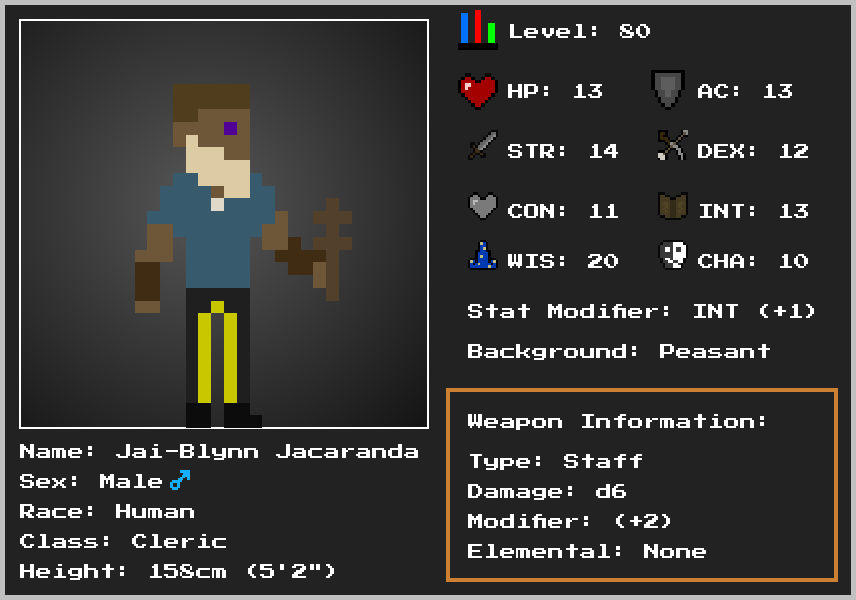 Level: 80
HP: 13
AC: 13
STR: 14
DEX: 12
CON: 11
INT: 13
WIS: 20
CHA: 10
Stat Modifier: INT (+1)
Background: Peasant
Weapon Information:
Type: Staff
Damage: d6
Modifier: (+2)
Elemental: None
Name: Jai-Blynn Jacaranda
Sex: Male ♂
Race: Human
Class: Cleric
Height: 158cm (5'2")